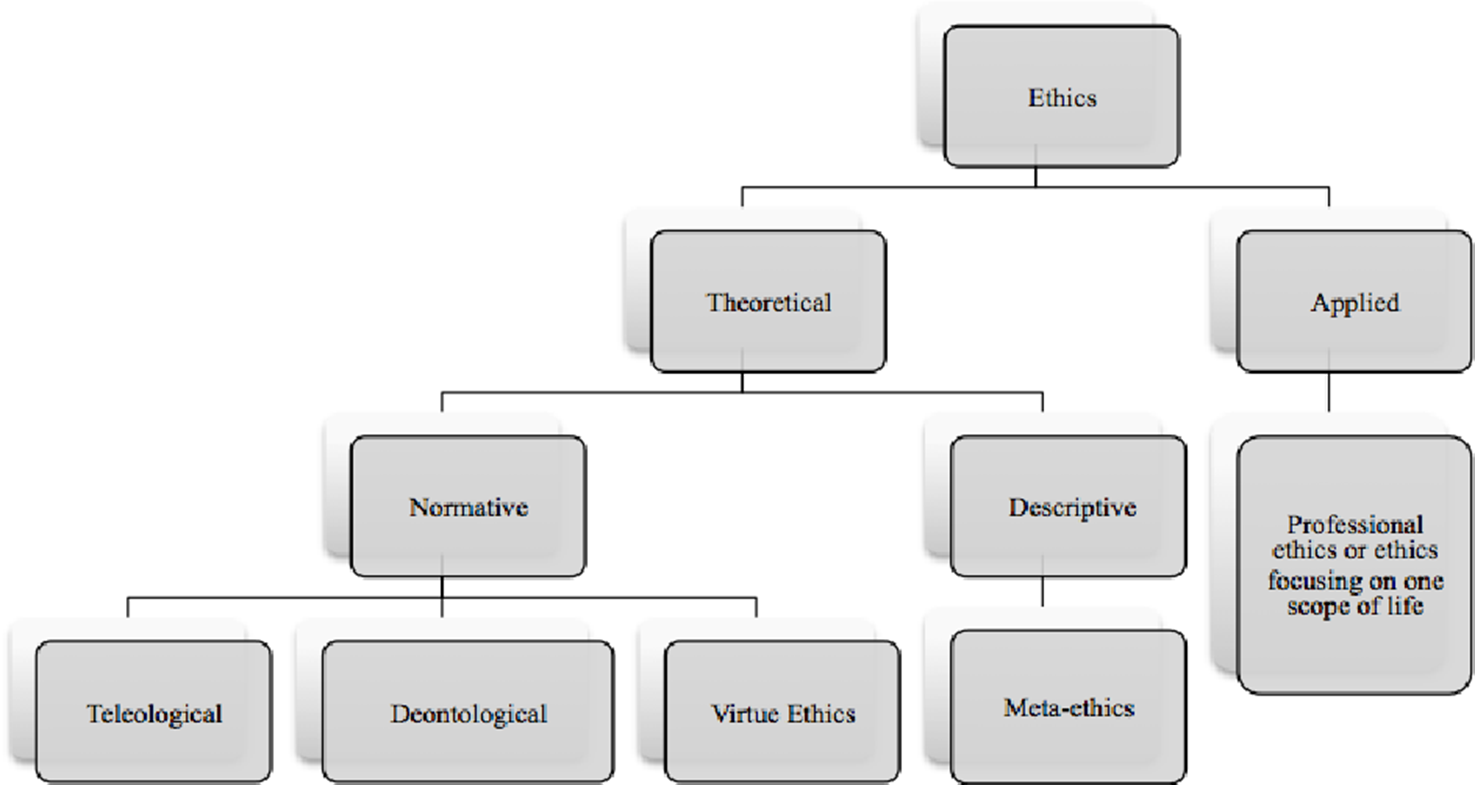 Ethics
Theoretical
Applied
Normative
Descriptive
Professional
ethics or ethics
focusing on one
scope of life
Teleological
Deontological
Virtue Ethics
Meta-ethics